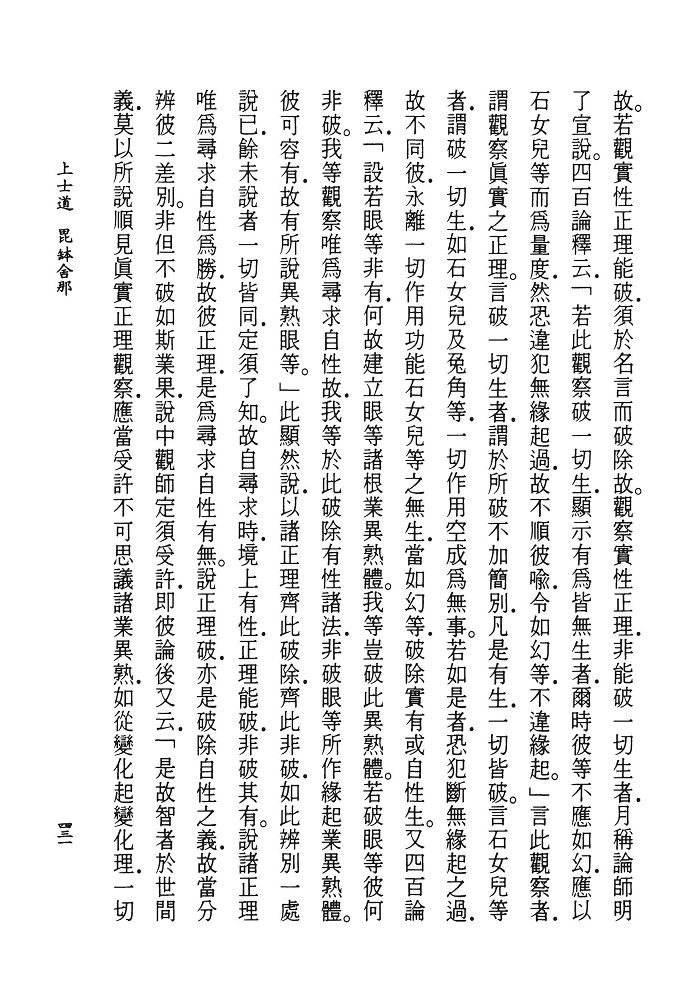 故。若觀實性正理能破．須於名言而破除故。觀察實性正理．非能破一切生者．月稱論師明
了宣說。四百論釋云．「若此觀察破一切生．顯示有爲皆無生者．爾時彼等不應如幻．應以
石女兒等而爲量度．然恐違犯無緣起過．故不順彼喩．令如幻等．不違緣起。」言此觀察者．
謂觀察眞實之正理。言破一切生者．謂於所破不加簡別．凡是有生．一切皆破。言石女兒等
者．謂破一切生．如石女兒及兔角等．一切作用空成爲無事。若如是者．恐犯斷無緣起之過．
故不同彼．永離一切作用功能石女兒等之無生．當如幻等．破除實有或自性生。又四百論
釋云．「設若眼等非有．何故建立眼等諸根業異熟體。我等豈破此異熟體。若破眼等彼何
非破。我等觀察唯爲尋求自性故．我等於此破除有性諸法．非破眼等所作緣起業異熟體。
彼可容有．故有所說異熟眼等。」此顯然說．以諸正理齊此破除．齊此非破．如此辨別一處
說已．餘未說者一切皆同．定須了知。故自尋求時．境上有性．正理能破．非破其有．說諸正理
唯爲尋求自性爲勝．故彼正理．是爲尋求自性有無。說正理破．亦是破除自性之義．故當分
辨彼二差別。非但不破如斯業果．說中觀師定須受許．即彼論後又云．「是故智者於世間
義．莫以所說順見眞實正理觀察．應當受許不可思議諸業異熟．如從變化起變化理．一切
上士道　毘缽舍那
四三一